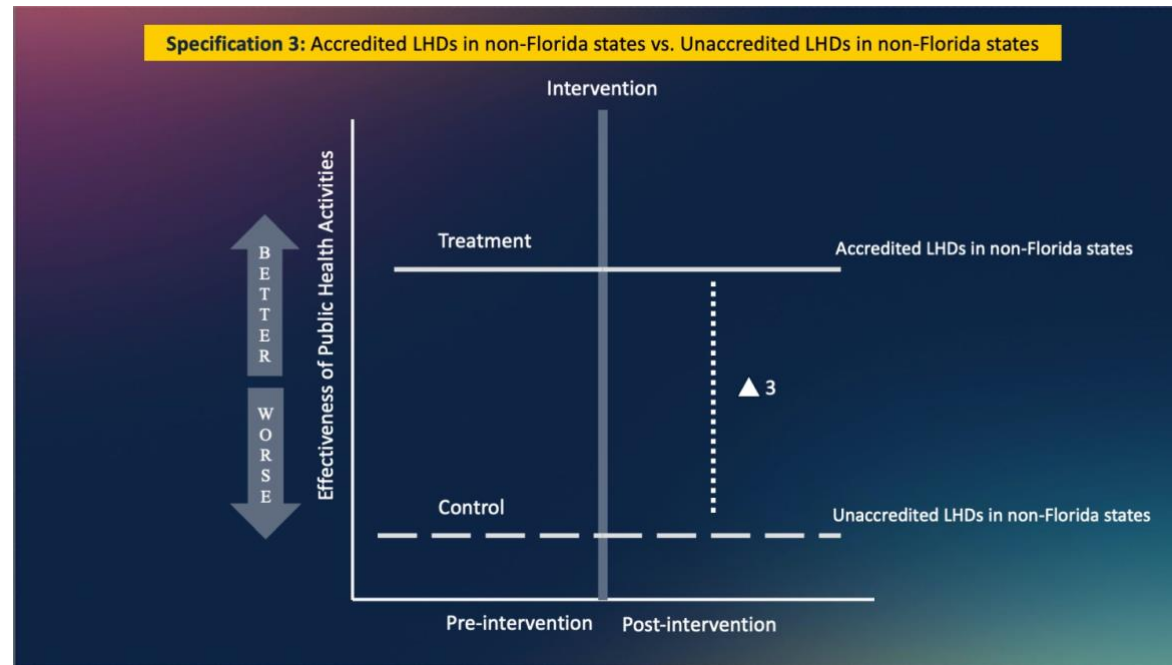 Specification 3: Accredited LHDs in non-Florida states vs. Unaccredited LHDs in non-Florida states
Intervention
Effectiveness of Public Health Activities
BETTER
WORSE
Treatment
Accredited LHDs in non-Florida states
▲ 3
Control
Unaccredited LHDs in non-Florida states
Pre-intervention
Post-intervention